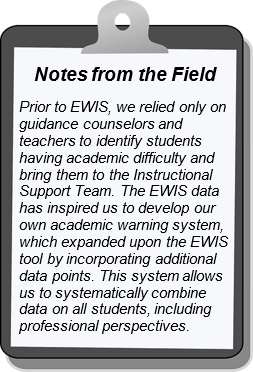 Notes from the Field
Prior to EWIS, we relied only on
guidance counselors and
teachers to identify students
having academic difficulty and
bring them to the Instructional
Support Team. The EWIS data
has inspired us to develop our
own academic warning system,
which expanded upon the EWIS
tool by incorporating additional
data points. This system allows
us to systematically combine
data on all students, including
professional perspectives.